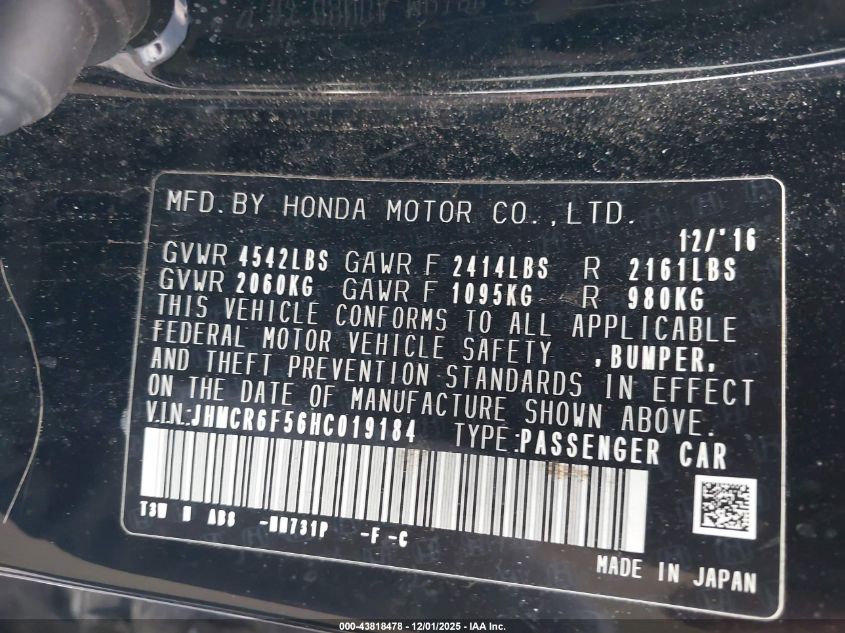 MFD. BY HONDA MOTOR CO., LTD.
12/'16
GVWR 4542LBS GAWR F 2414LBS R 2161LBS
GVWR 2060KG GAWR F 1095KG R 980KG
THIS VEHICLE CONFORMS TO ALL APPLICABLE
FEDERAL MOTOR VEHICLE SAFETY , BUMPER,
AND THEFT PREVENTION STANDARDS IN EFFECT
ON THE DATE OF MANUFACTURE SHOWN ABOVE.
V.I.N:JHMCR6F56HC019184 TYPE:PASSENGER CAR
T3W -F -C
MADE IN JAPAN
000-43818478 - 12/01/2025 - IAA Inc.